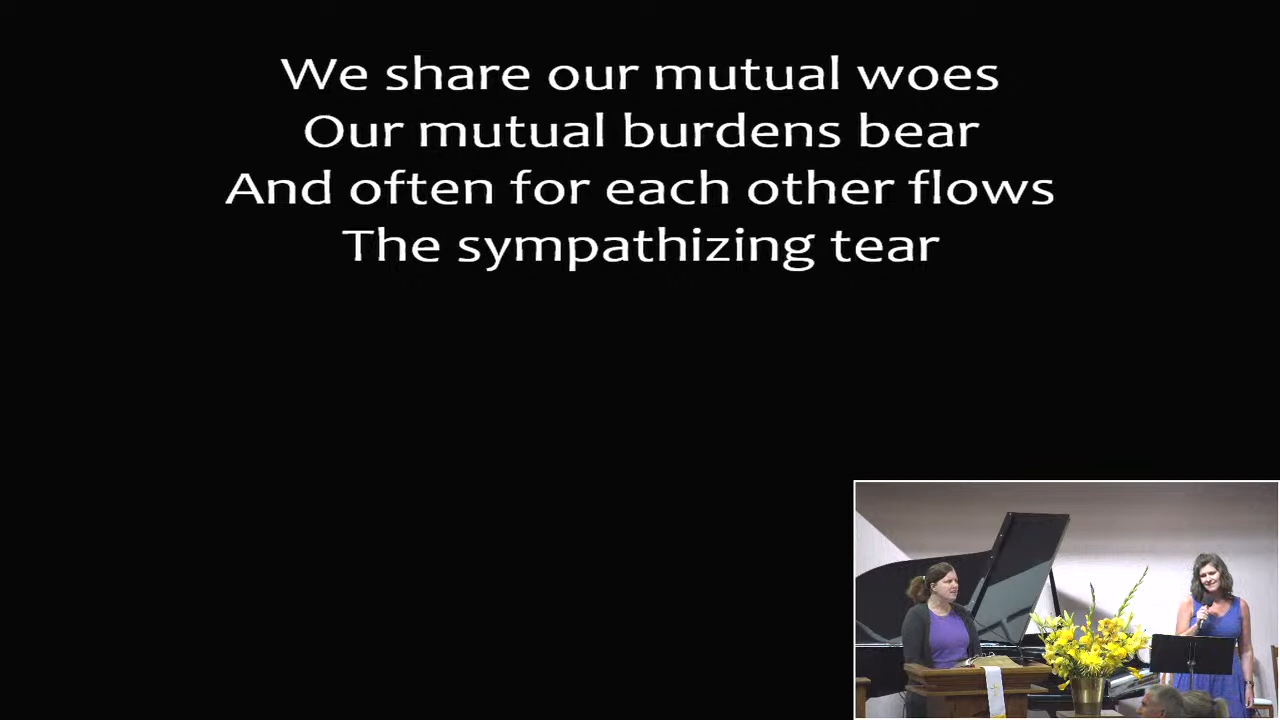 We share our mutual woes
Our mutual burdens bear
And often for each other flows
The sympathizing tear